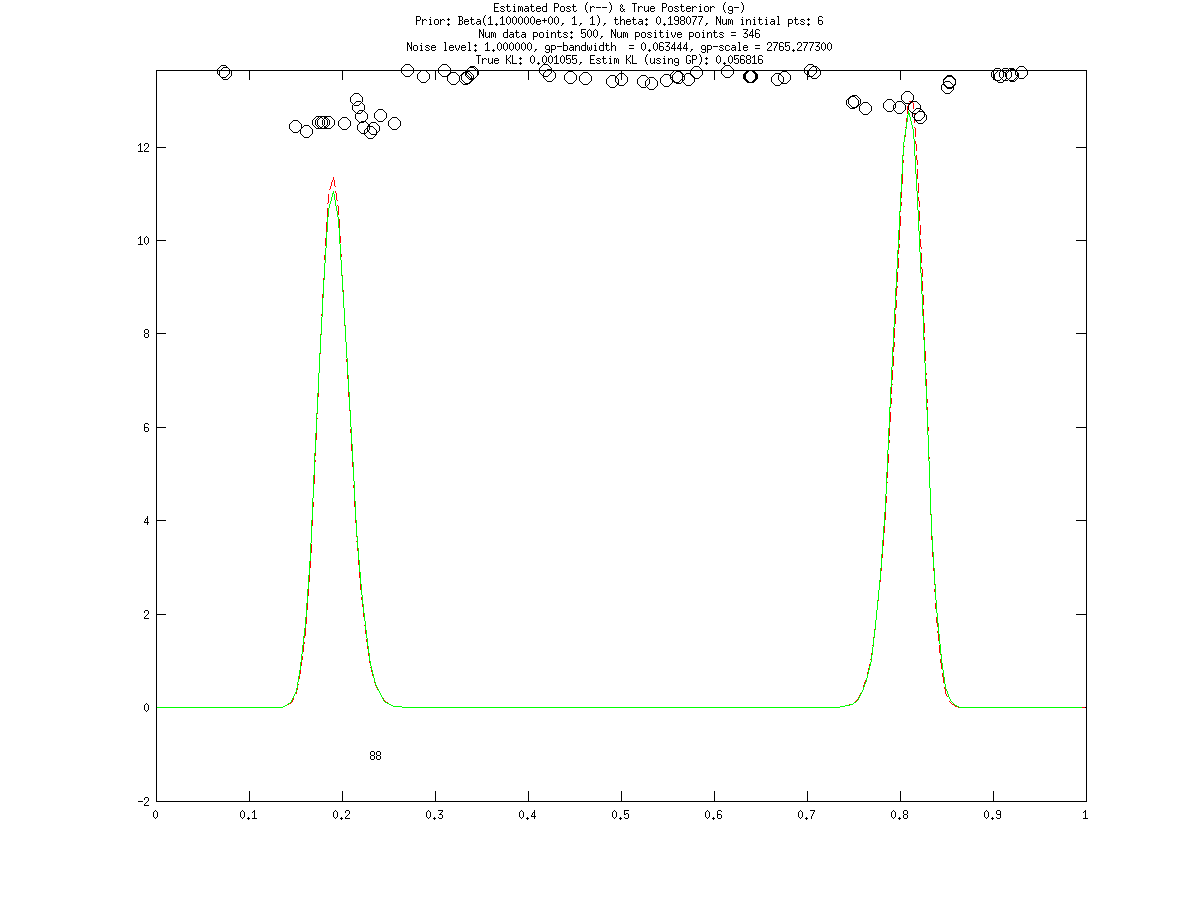 Estimated Post (r--) & True Posterior (g-)
Prior: Beta(1.100000e+00, 1, 1), theta: 0.198077, Num initial pts: 6
Num data points: 500, Num positive points = 346
Noise level: 1.000000, gp-bandwidth = 0.063444, gp-scale = 2765.277300
True KL: 0.001055, Estim KL (using GP): 0.056816
12
10
8
6
4
2
0
88
-2
0 0.1 0.2 0.3 0.4 0.5 0.6 0.7 0.8 0.9 1